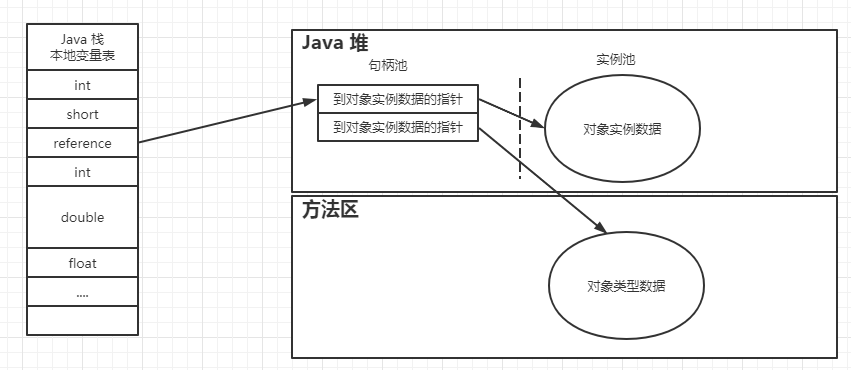 Java 栈
本地变量表
int
short
reference
int
double
float
....
Java 堆
句柄池
实例池
到对象实例数据的指针
到对象实例数据的指针
对象实例数据
方法区
对象类型数据